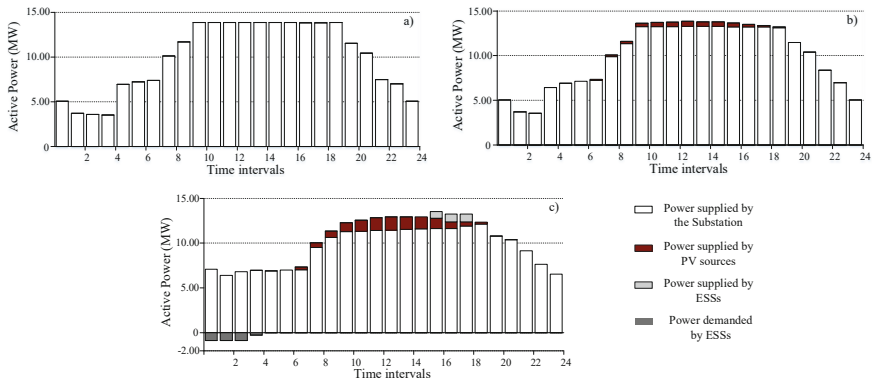 15.00
a)
10.00
5.00
0
2 4 6 8 10 12 14 16 18 20 22 24
Time intervals
Active Power (MW)
15.00
b)
10.00
5.00
0
2 4 6 8 10 12 14 16 18 20 22 24
Time intervals
Active Power (MW)
15.00
c)
10.00
5.00
0
-2.00
2 4 6 8 10 12 14 16 18 20 22 24
Time intervals
Active Power (MW)
Power supplied by
the Substation
Power supplied by
PV sources
Power supplied by
ESSs
Power demanded
by ESSs